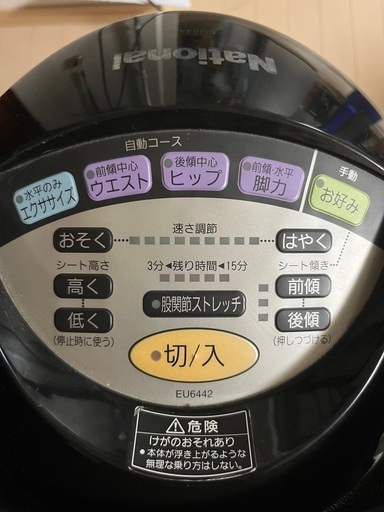 National
自動コース
水平のみ
エクササイズ
前傾中心
ウエスト
後傾中心
ヒップ
前傾・水平
脚力
手動
お好み
おそく
速さ調節
はやく
シート高さ
3分◀残り時間◀15分
シート傾き
高く
前傾
股関節ストレッチ
低く
後傾
(停止時に使う)
(押しつづける)
切/入
EU6442
⚠危険
けがのおそれあり
●本体が浮き上がるような
無理な乗り方はしない。